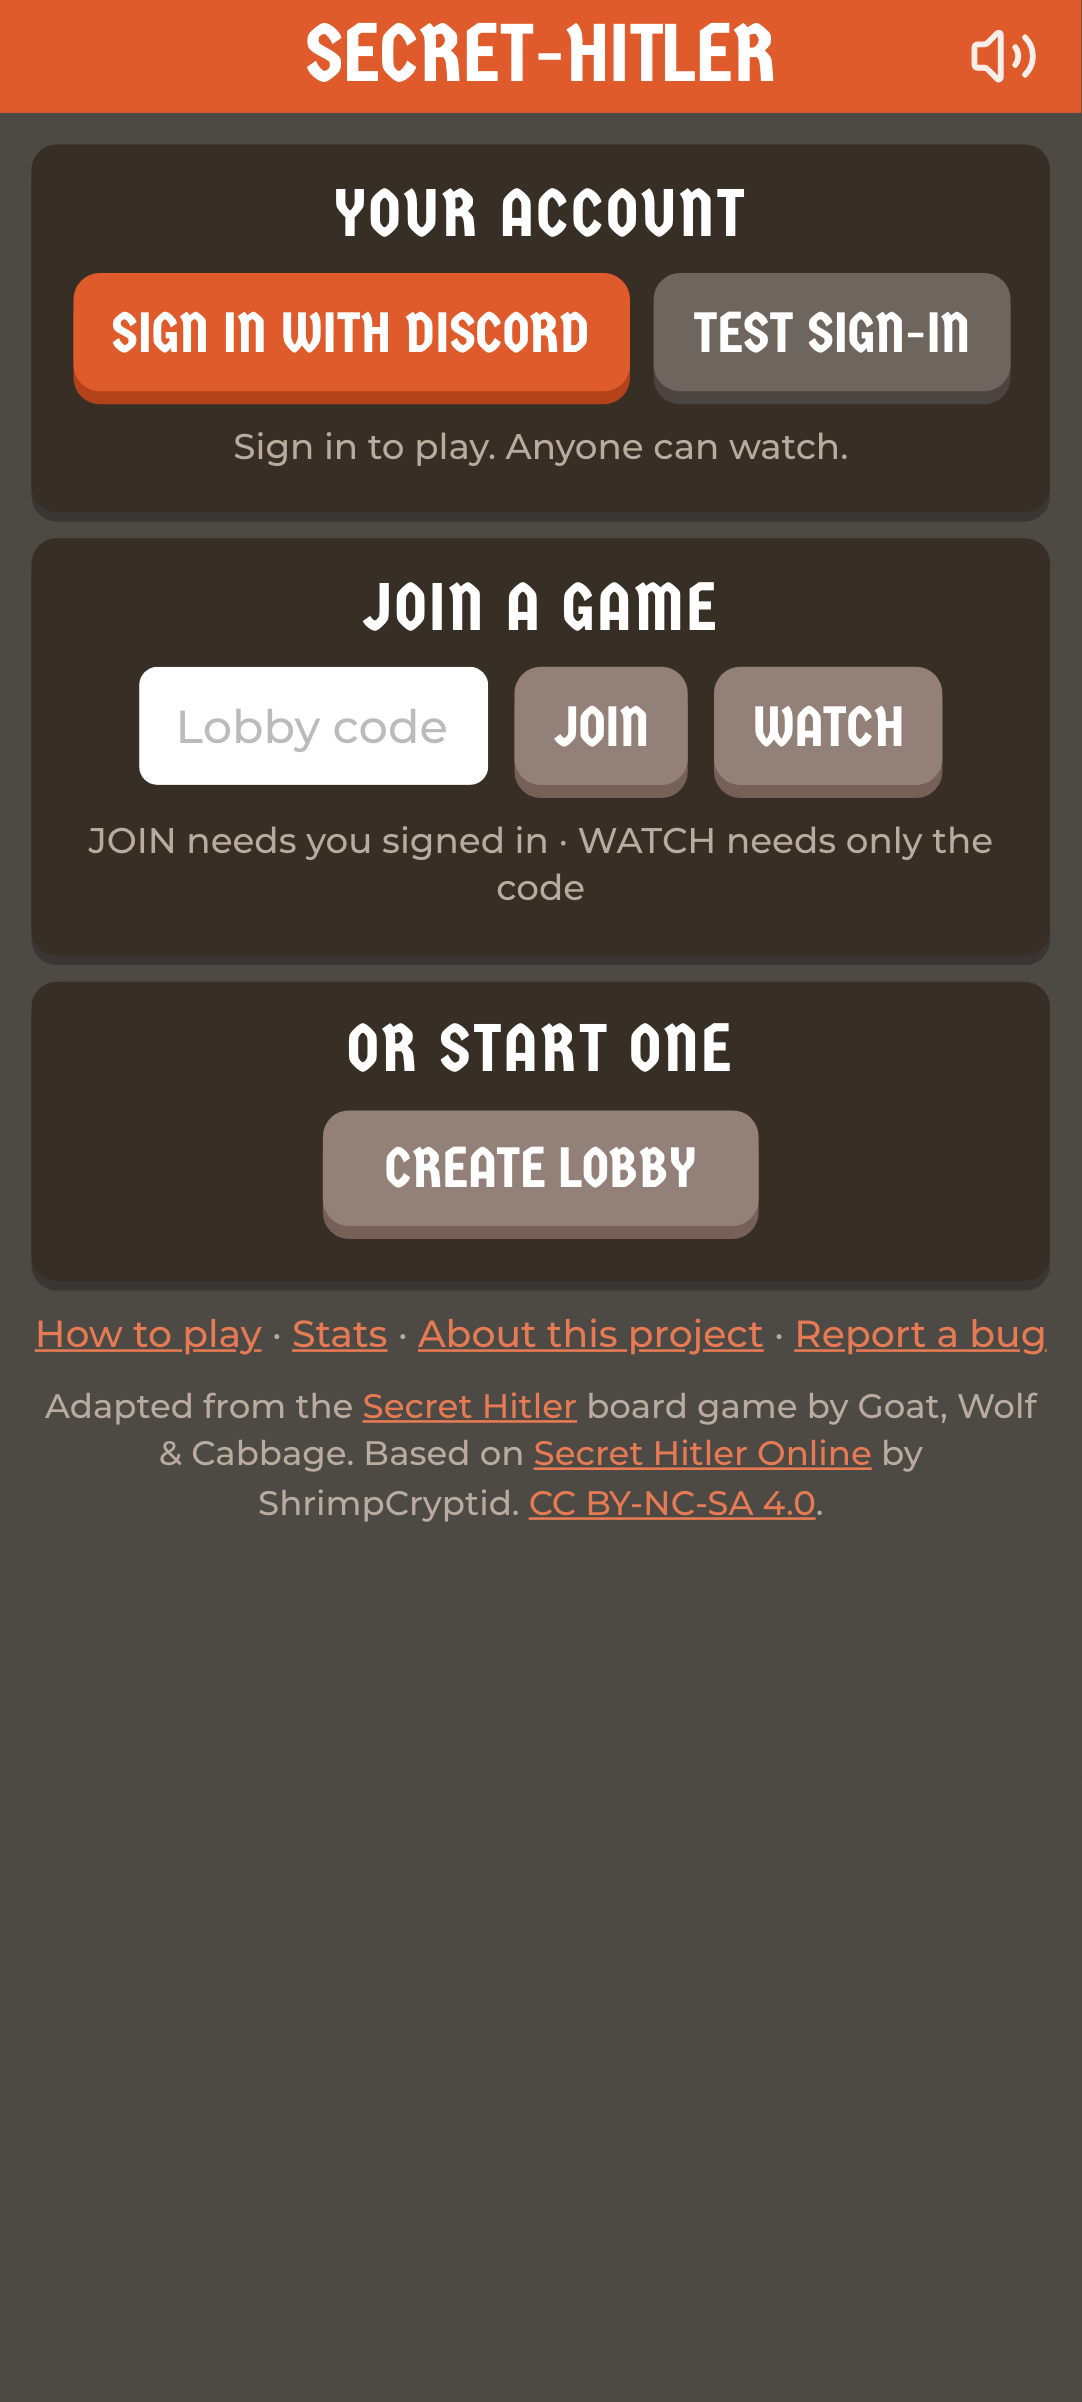 SECRET-HITLER
YOUR ACCOUNT
SIGN IN WITH DISCORD TEST SIGN-IN
Sign in to play. Anyone can watch.
JOIN A GAME
Lobby code JOIN WATCH
JOIN needs you signed in · WATCH needs only the
code
OR START ONE
CREATE LOBBY
How to play · Stats · About this project · Report a bug
Adapted from the Secret Hitler board game by Goat, Wolf
& Cabbage. Based on Secret Hitler Online by
ShrimpCryptid. CC BY-NC-SA 4.0.